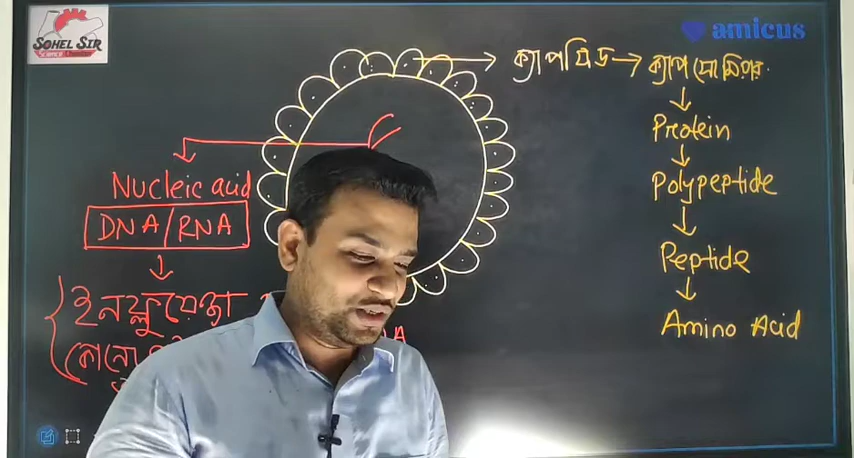 SOHEL SIR
amicus
ক্যাপসিড → ক্যাপসোমিয়ার
Protein
Polypeptide
Peptide
Amino Acid
Nucleic acid
DNA/RNA
ইনফ্লুয়েঞ্জা
কোনো